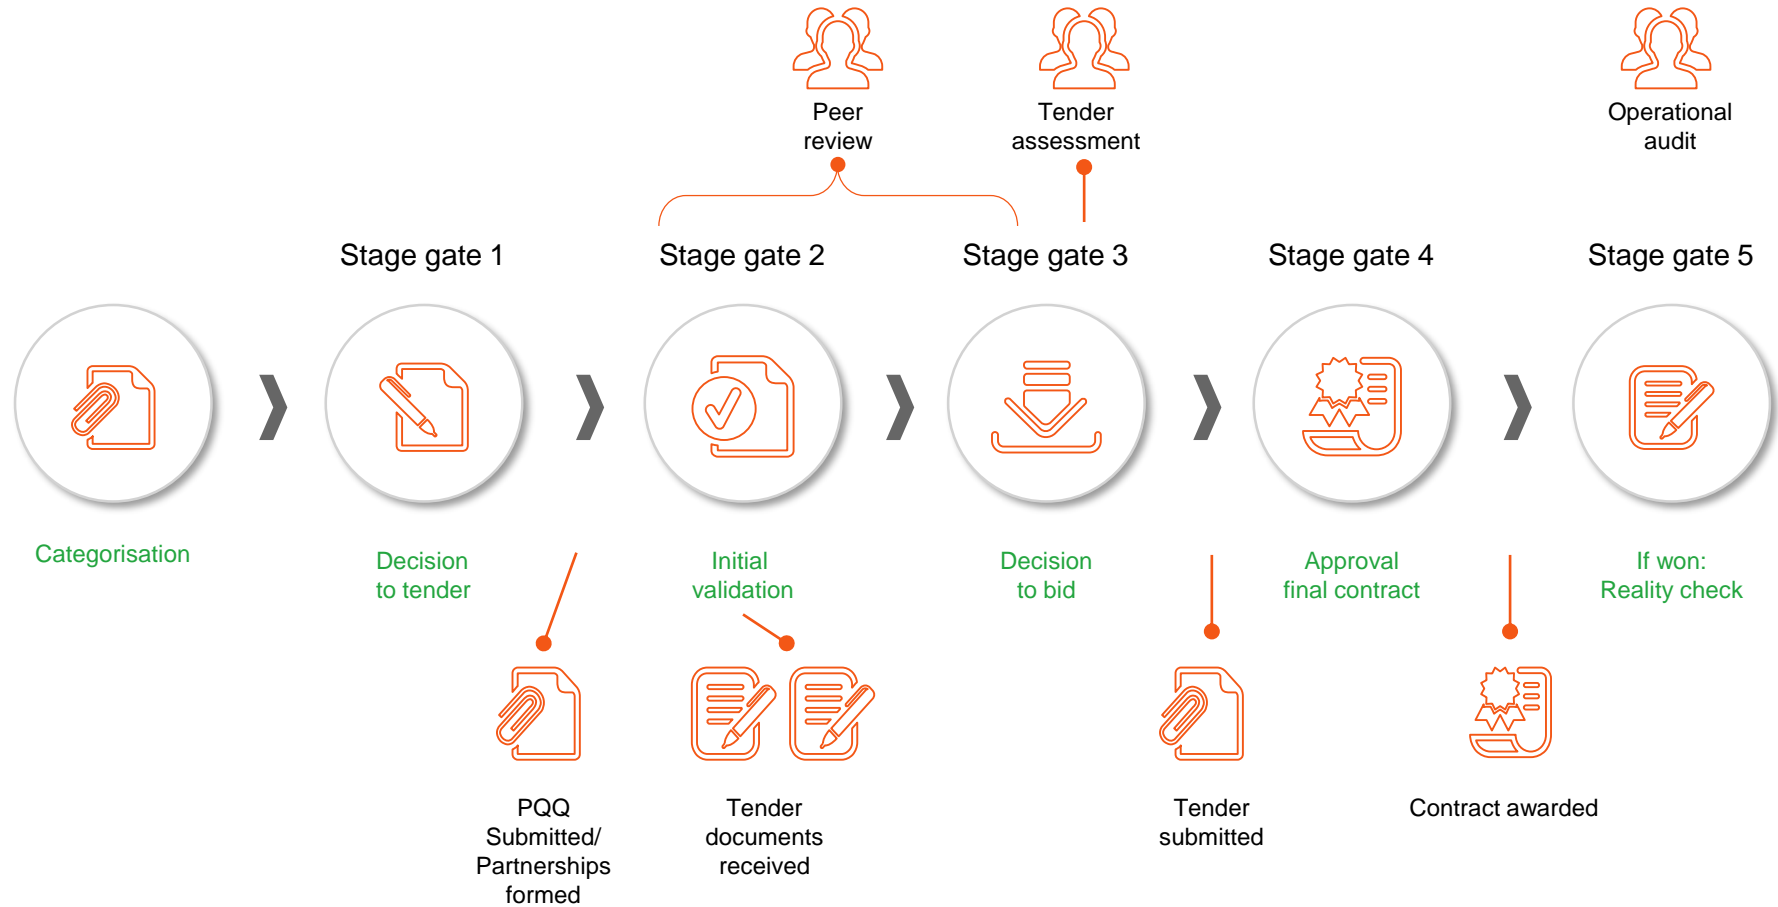 Peer
review
Tender
assessment
Operational
audit
Stage gate 1
Stage gate 2
Stage gate 3
Stage gate 4
Stage gate 5
Categorisation
Decision
to tender
Initial
validation
Decision
to bid
Approval
final contract
If won:
Reality check
PQQ
Submitted/
Partnerships
formed
Tender
documents
received
Tender
submitted
Contract awarded